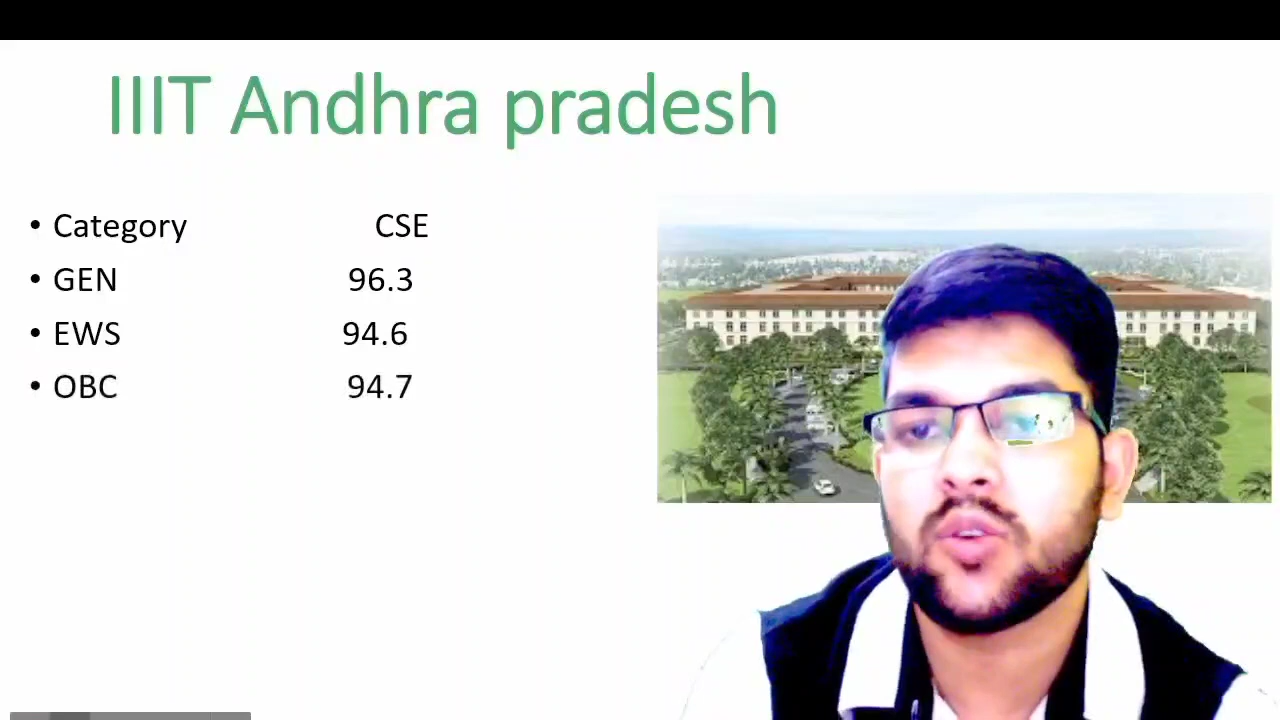 IIIT Andhra pradesh
• Category CSE
• GEN 96.3
• EWS 94.6
• OBC 94.7